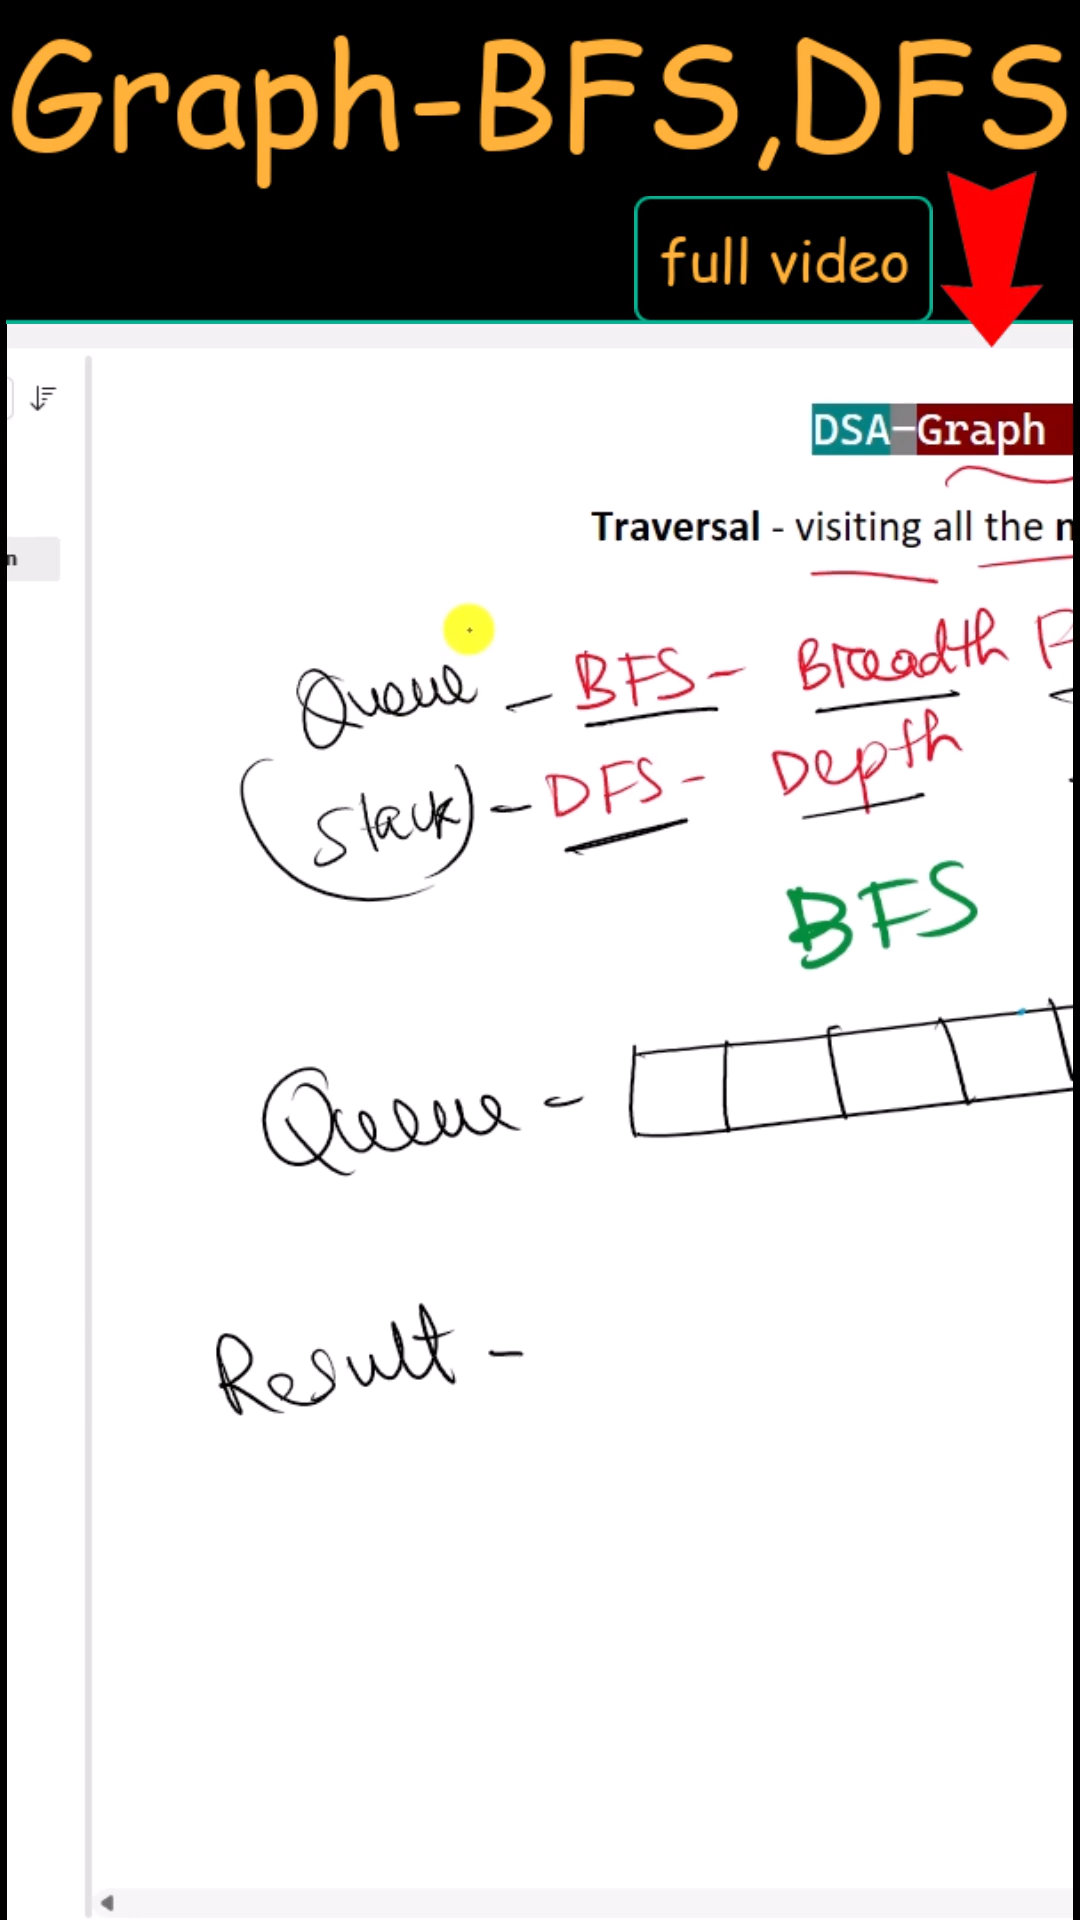 Graph-BFS,DFS
full video
DSA-Graph
Traversal - visiting all the n
n
Queue - BFS - Breadth F
(Stack) - DFS - Depth
BFS
Queue -
Result -